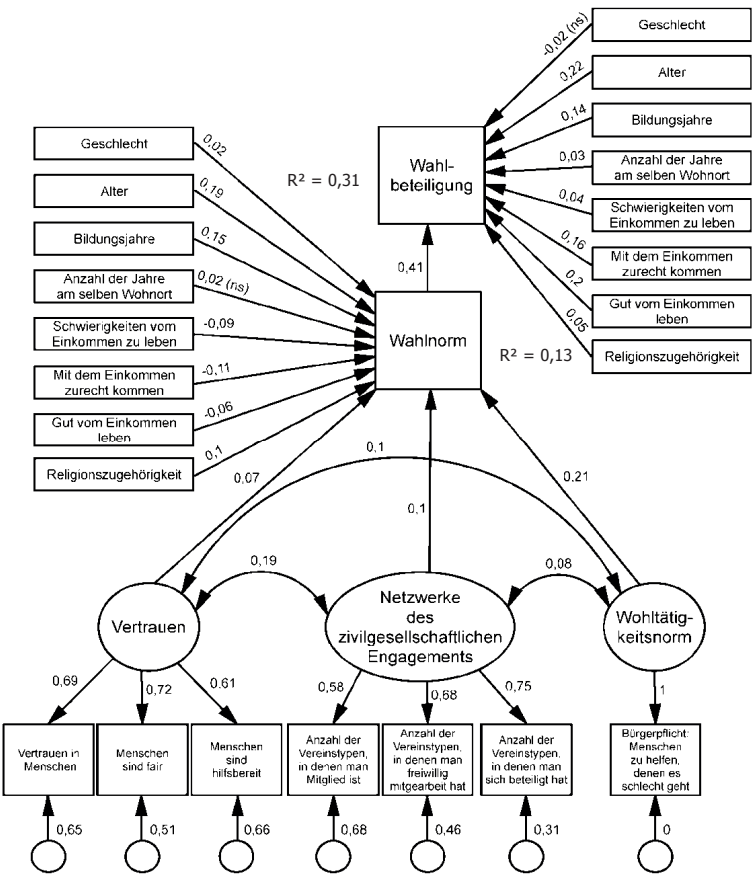 Geschlecht
-0,02 (ns)
Alter
0,22
Bildungsjahre
0,14
Anzahl der Jahre
am selben Wohnort
0,03
Schwierigkeiten vom
Einkommen zu leben
0,04
Mit dem Einkommen
zurecht kommen
0,16
Gut vom Einkommen
leben
0,2
Religionszugehörigkeit
0,05
Wahl-
beteiligung
R² = 0,31
0,41
Geschlecht
0,02
Alter
0,19
Bildungsjahre
0,15
Anzahl der Jahre
am selben Wohnort
0,02 (ns)
Schwierigkeiten vom
Einkommen zu leben
-0,09
Mit dem Einkommen
zurecht kommen
-0,11
Gut vom Einkommen
leben
-0,06
Religionszugehörigkeit
0,1
Wahlnorm
R² = 0,13
0,07
0,1
0,21
0,1
0,19
0,08
Vertrauen
Netzwerke
des
zivilgesellschaftlichen
Engagements
Wohltätig-
keitsnorm
0,69
0,72
0,61
0,58
0,68
0,75
1
Vertrauen in
Menschen
Menschen
sind fair
Menschen
sind
hilfsbereit
Anzahl der
Vereinstypen,
in denen man
Mitglied ist
Anzahl der
Vereinstypen,
in denen man
freiwillig
mitgearbeit hat
Anzahl der
Vereinstypen,
in denen man
sich beteiligt hat
Bürgerpflicht:
Menschen
zu helfen,
denen es
schlecht geht
0,65
0,51
0,66
0,68
0,46
0,31
0